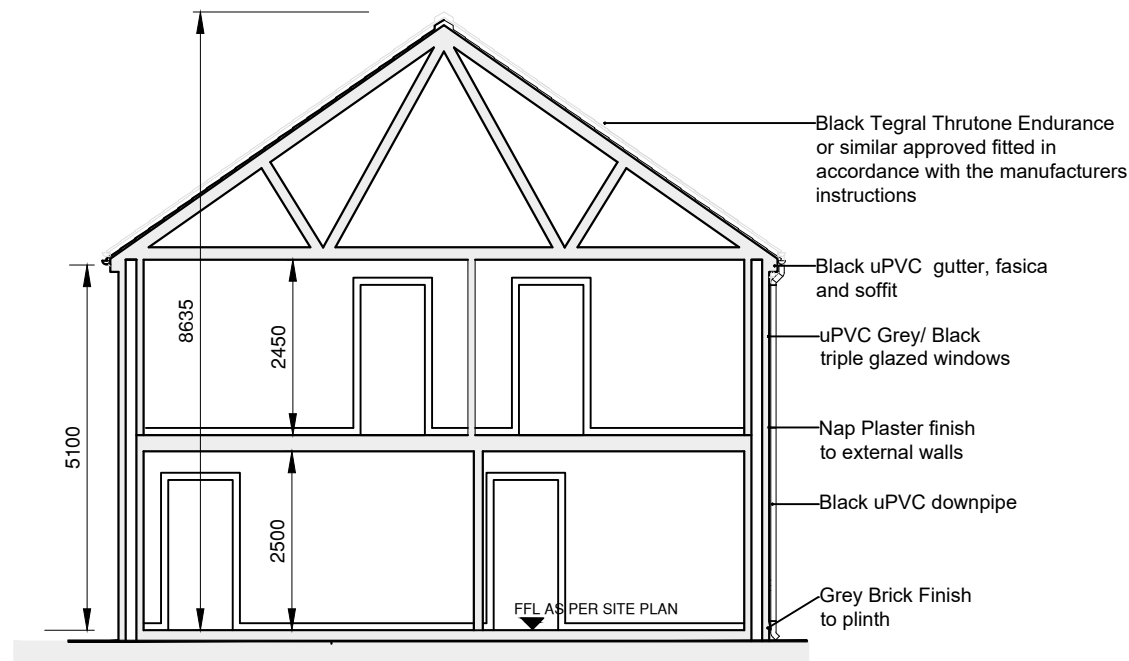 Black Tegral Thrutone Endurance
or similar approved fitted in
accordance with the manufacturers
instructions
Black uPVC gutter, fasica
and soffit
8635
2450
uPVC Grey/ Black
triple glazed windows
5100
Nap Plaster finish
to external walls
2500
Black uPVC downpipe
FFL AS PER SITE PLAN
Grey Brick Finish
to plinth